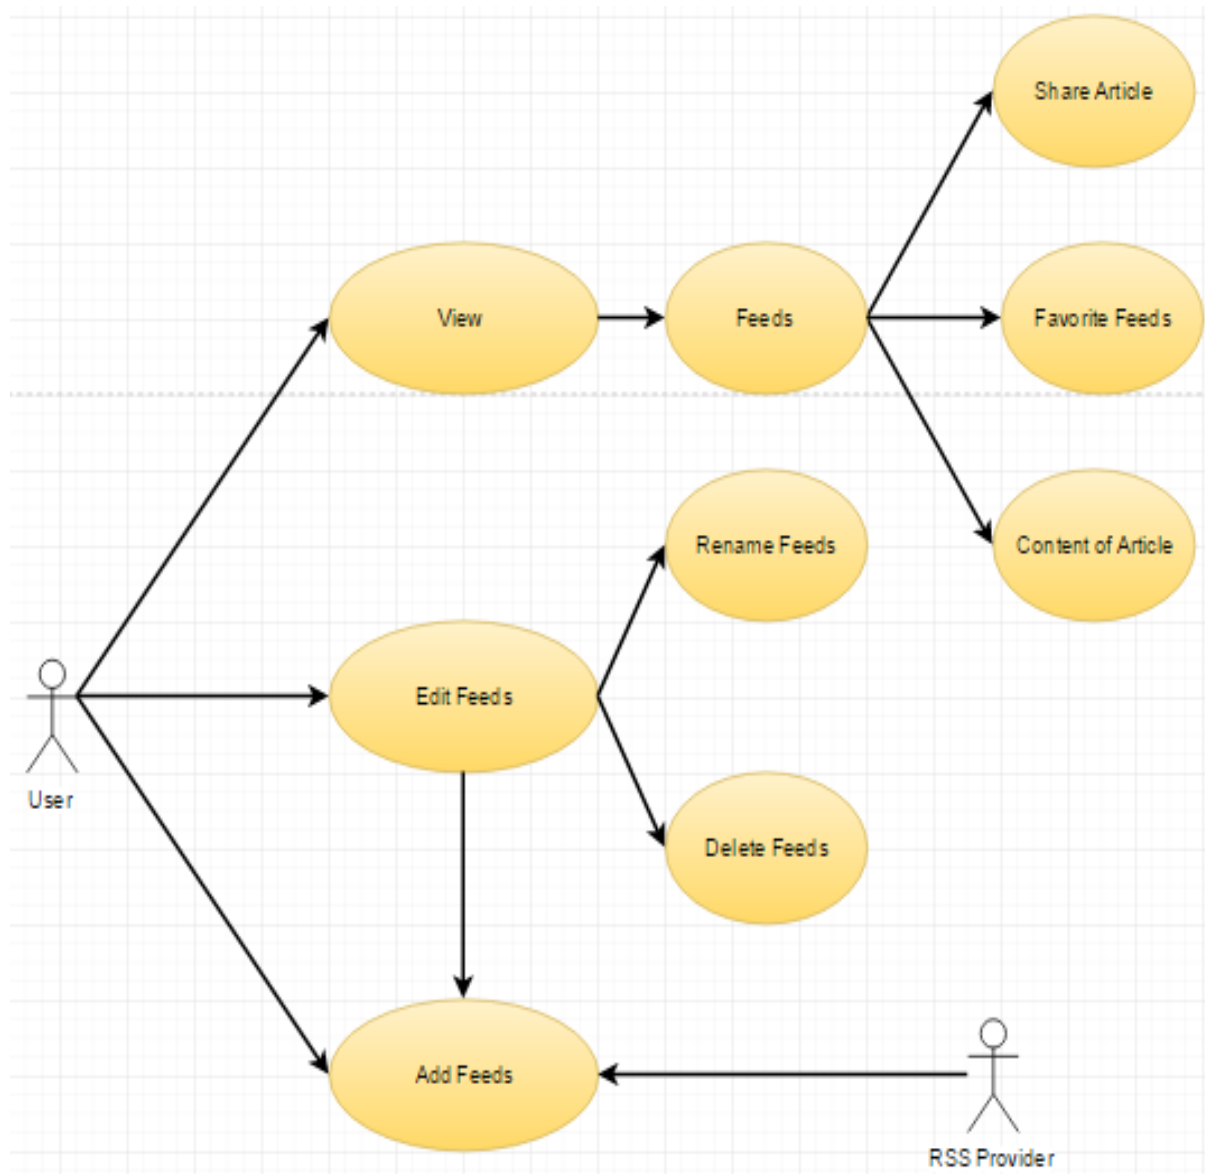 Share Article
View
Feeds
Favorite Feeds
Rename Feeds
Content of Article
Edit Feeds
User
Delete Feeds
Add Feeds
RSS Provider